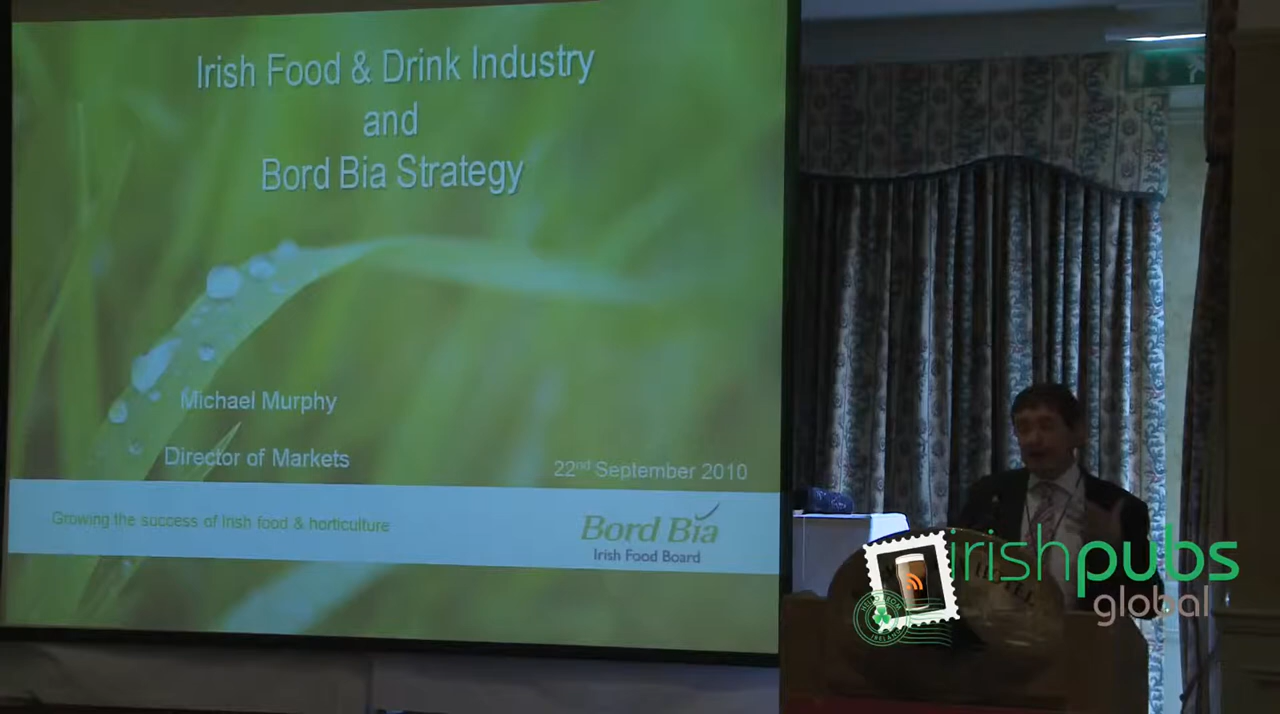 Irish Food & Drink Industry
and
Bord Bia Strategy
Michael Murphy
Director of Markets
22nd September 2010
Growing the success of Irish food & horticulture
Bord Bia
Irish Food Board
irishpubs
global
IRELAND